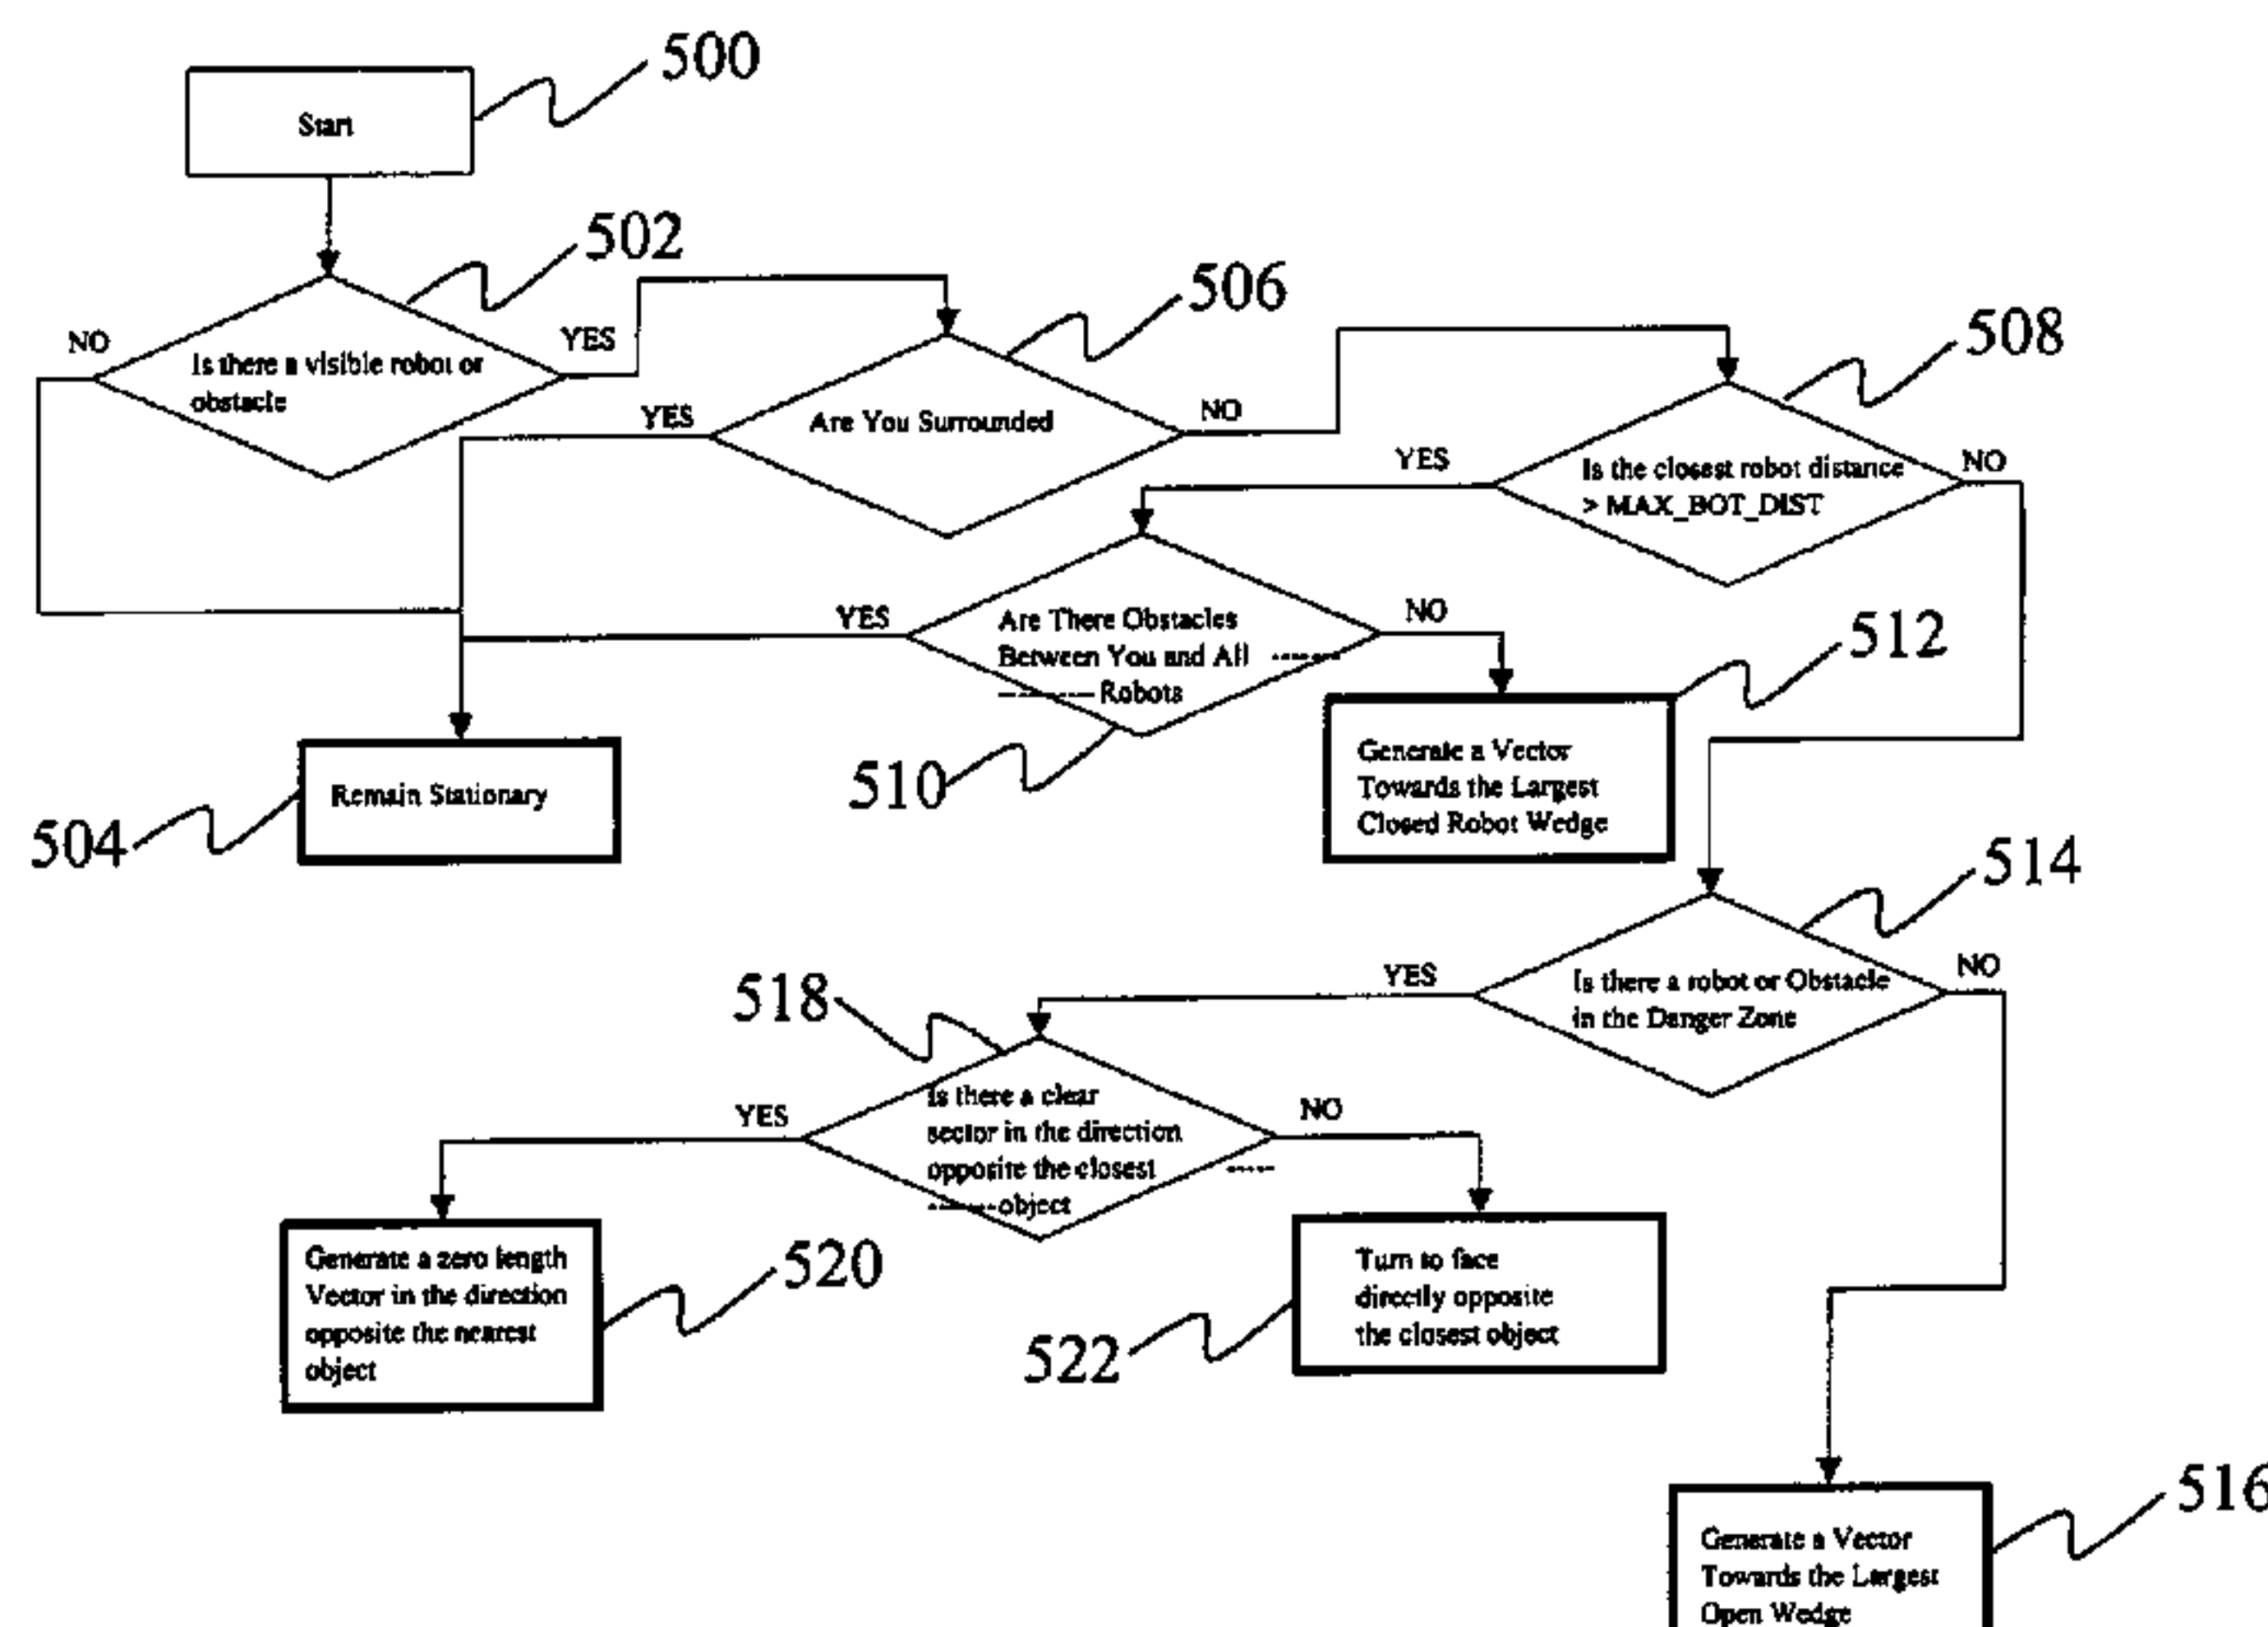 500
Start
502
NO
YES
Is there a visible robot or
obstacle
506
YES
NO
Are You Surrounded
508
YES
NO
Is the closest robot distance
> MAX_BOT_DIST
YES
NO
Are There Obstacles
Between You and All -------
----------- Robots
510
512
Generate a Vector
Towards the Largest
Closed Robot Wedge
Remain Stationary
504
514
YES
NO
Is there a robot or Obstacle
in the Danger Zone
518
YES
NO
Is there a clear
sector in the direction
opposite the closest -----
--------object
520
Generate a zero length
Vector in the direction
opposite the nearest
object
Turn to face
directly opposite
the closest object
522
516
Generate a Vector
Towards the Largest
Open Wedge